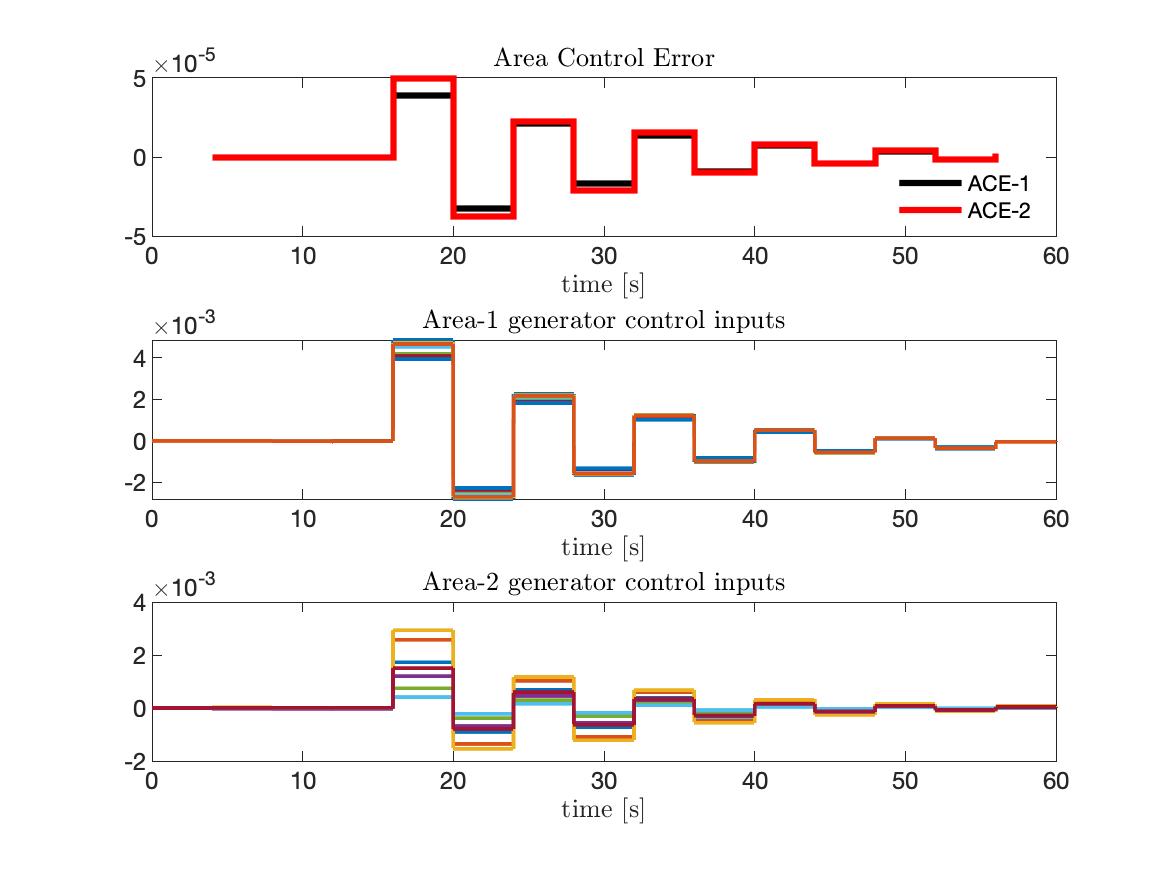 Area Control Error
×10-5
5
0
-5
0 10 20 30 40 50 60
time [s]
ACE-1
ACE-2
Area-1 generator control inputs
×10-3
4
2
0
-2
0 10 20 30 40 50 60
time [s]
Area-2 generator control inputs
×10-3
4
2
0
-2
0 10 20 30 40 50 60
time [s]